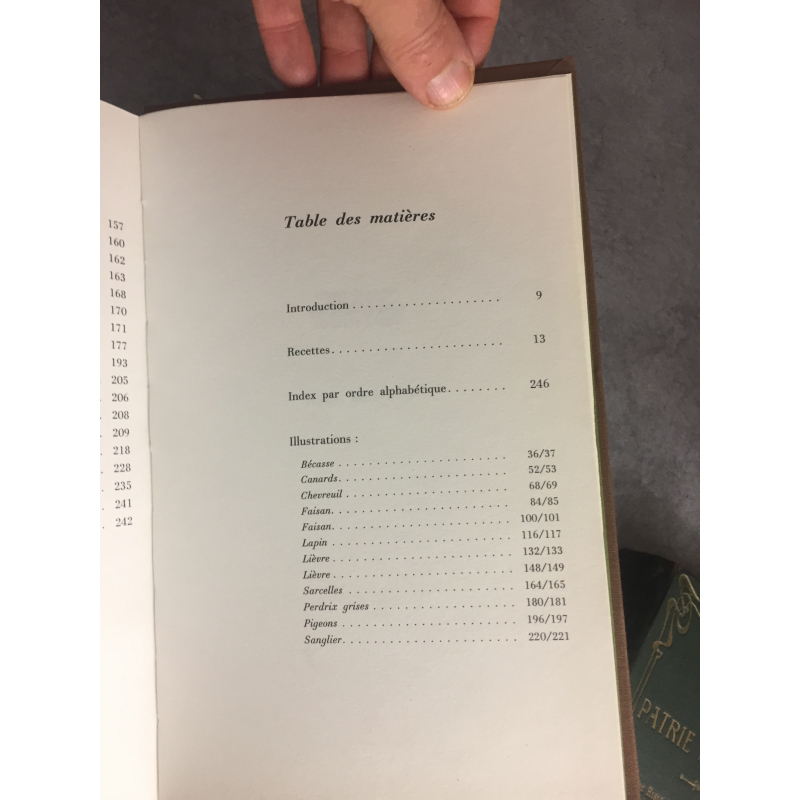 157
160
162
163
168
170
171
177
193
205
. 206
. 208
. 209
. 218
. 228
. 235
. 241
. 242
Table des matières
Introduction . . . . . . . . . . . . . . . . . . . . 9
Recettes. . . . . . . . . . . . . . . . . . . . . . . 13
Index par ordre alphabétique. . . . . . . . 246
Illustrations :
Bécasse . . . . . . . . . . . . . . . . . . . . . . 36/37
Canards. . . . . . . . . . . . . . . . . . . . . . 52/53
Chevreuil . . . . . . . . . . . . . . . . . . . . . 68/69
Faisan. . . . . . . . . . . . . . . . . . . . . . . 84/85
Faisan. . . . . . . . . . . . . . . . . . . . . . . 100/101
Lapin . . . . . . . . . . . . . . . . . . . . . . . 116/117
Lièvre . . . . . . . . . . . . . . . . . . . . . . . 132/133
Lièvre . . . . . . . . . . . . . . . . . . . . . . . 148/149
Sarcelles . . . . . . . . . . . . . . . . . . . . . 164/165
Perdrix grises . . . . . . . . . . . . . . . . . . 180/181
Pigeons . . . . . . . . . . . . . . . . . . . . . . 196/197
Sanglier. . . . . . . . . . . . . . . . . . . . . . 220/221
PATRIE